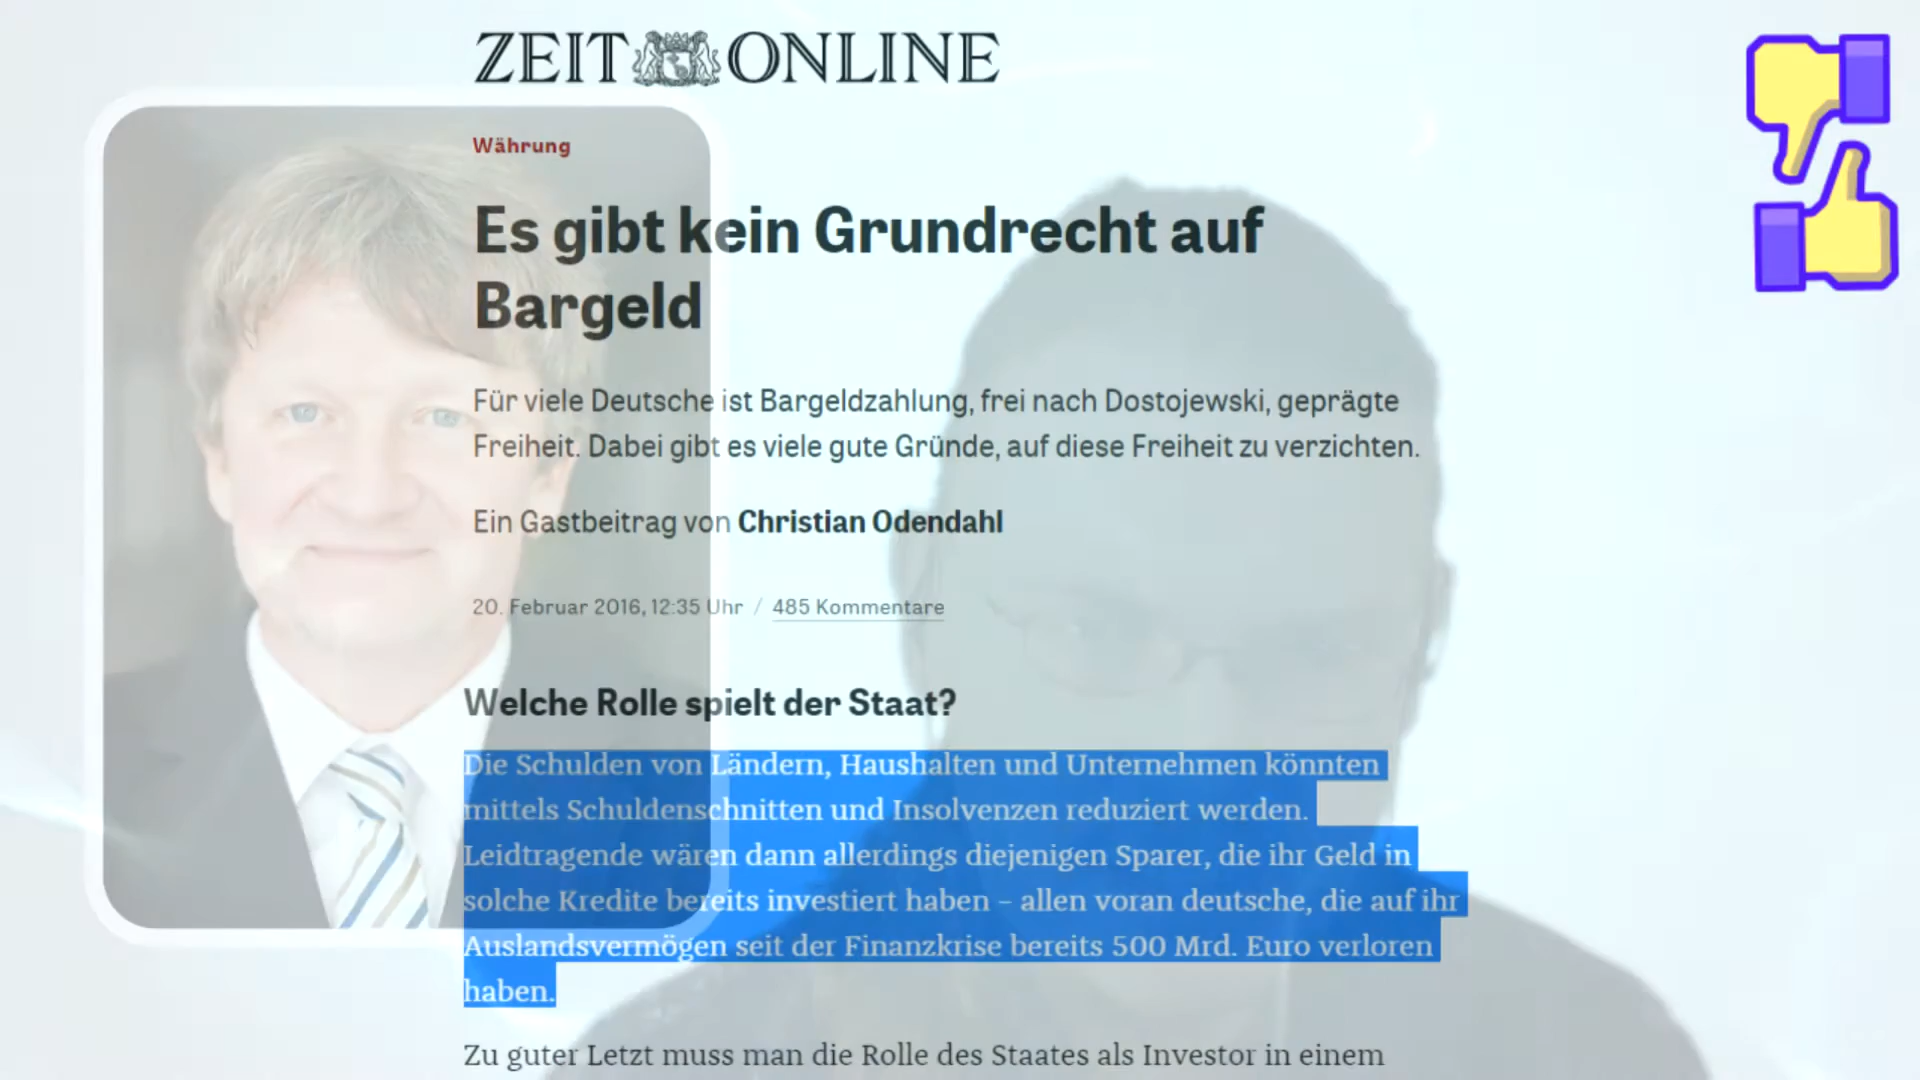 ZEIT ONLINE
Währung
Es gibt kein Grundrecht auf
Bargeld
Für viele Deutsche ist Bargeldzahlung, frei nach Dostojewski, geprägte
Freiheit. Dabei gibt es viele gute Gründe, auf diese Freiheit zu verzichten.
Ein Gastbeitrag von Christian Odendahl
20. Februar 2016, 12:35 Uhr / 485 Kommentare
Welche Rolle spielt der Staat?
Die Schulden von Ländern, Haushalten und Unternehmen könnten
mittels Schuldenschnitten und Insolvenzen reduziert werden.
Leidtragende wären dann allerdings diejenigen Sparer, die ihr Geld in
solche Kredite bereits investiert haben – allen voran deutsche, die auf ihr
Auslandsvermögen seit der Finanzkrise bereits 500 Mrd. Euro verloren
haben.
Zu guter Letzt muss man die Rolle des Staates als Investor in einem